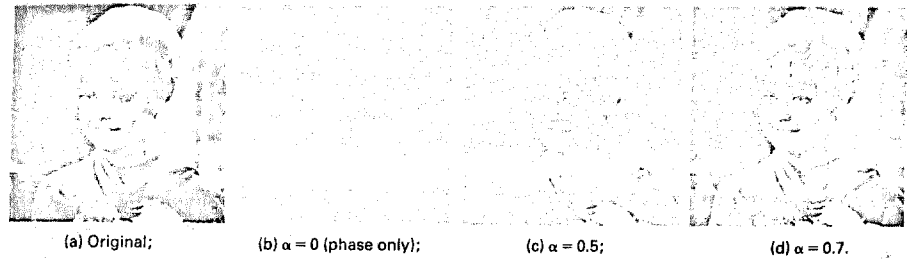 (a) Original;
(b) α = 0 (phase only);
(c) α = 0.5;
(d) α = 0.7.